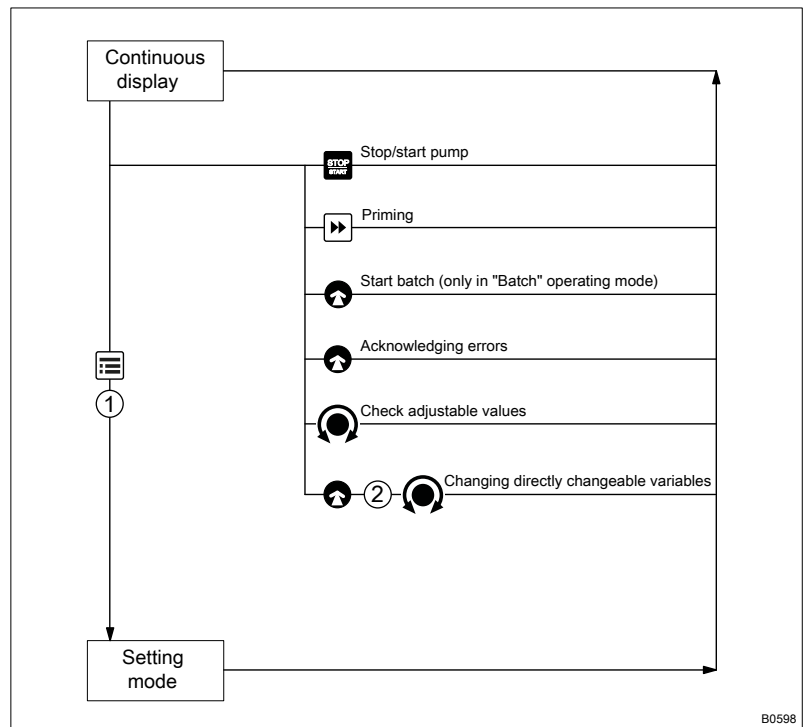 Continuous
display
STOP
START
Stop/start pump
Priming
Start batch (only in "Batch" operating mode)
Acknowledging errors
1
Check adjustable values
2
Changing directly changeable variables
Setting
mode
B0598